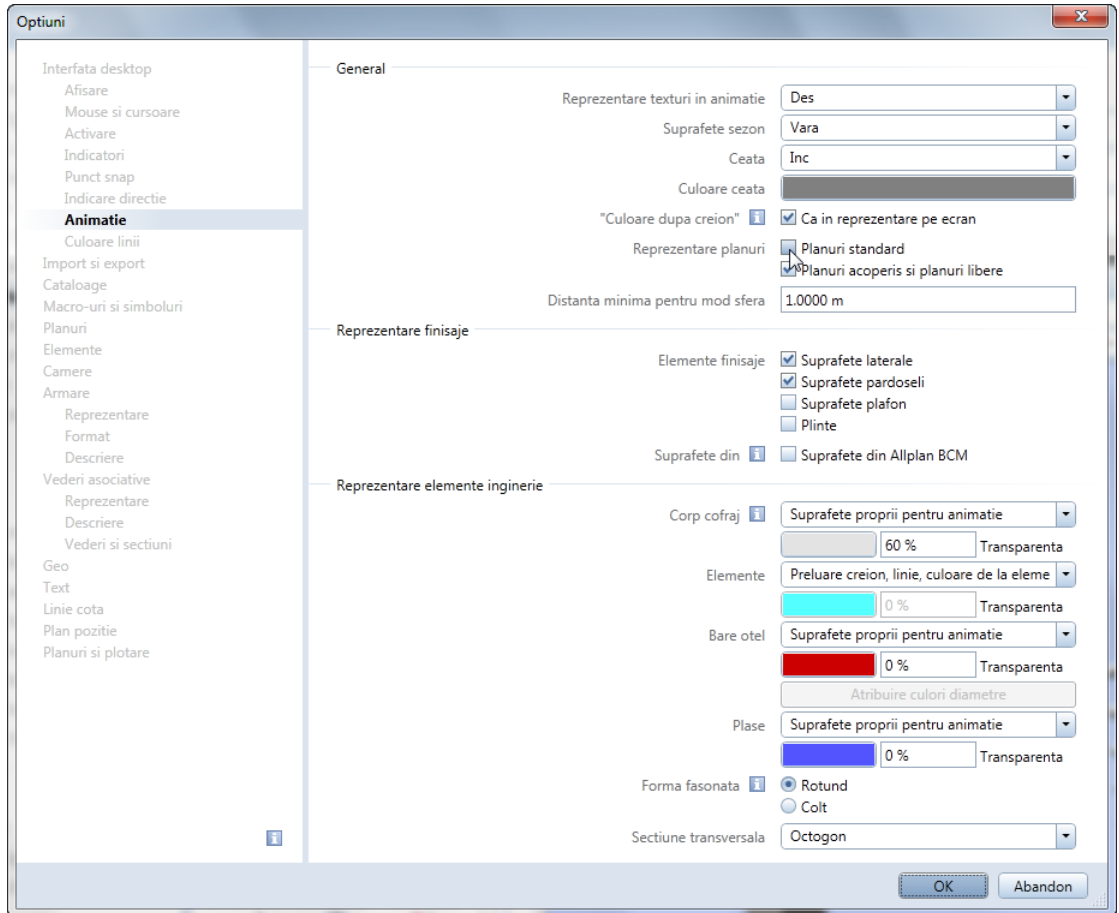 Optiuni
Interfata desktop
Afisare
Mouse si cursoare
Activare
Indicatori
Punct snap
Indicare directie
Animatie
Culoare linii
Import si export
Cataloage
Macro-uri si simboluri
Planuri
Elemente
Camere
Armare
Reprezentare
Format
Descriere
Vederi asociative
Reprezentare
Descriere
Vederi si sectiuni
Geo
Text
Linie cota
Plan pozitie
Planuri si plotare
General
Reprezentare texturi in animatie Des
Suprafete sezon Vara
Ceata Inc
Culoare ceata
"Culoare dupa creion" Ca in reprezentare pe ecran
Reprezentare planuri Planuri standard
Planuri acoperis si planuri libere
Distanta minima pentru mod sfera 1.0000 m
Reprezentare finisaje
Elemente finisaje Suprafete laterale
Suprafete pardoseli
Suprafete plafon
Plinte
Suprafete din Suprafete din Allplan BCM
Reprezentare elemente inginerie
Corp cofraj Suprafete proprii pentru animatie
60 % Transparenta
Elemente Preluare creion, linie, culoare de la eleme
0 % Transparenta
Bare otel Suprafete proprii pentru animatie
0 % Transparenta
Atribuire culori diametre
Plase Suprafete proprii pentru animatie
0 % Transparenta
Forma fasonata Rotund
Colt
Sectiune transversala Octogon
OK Abandon